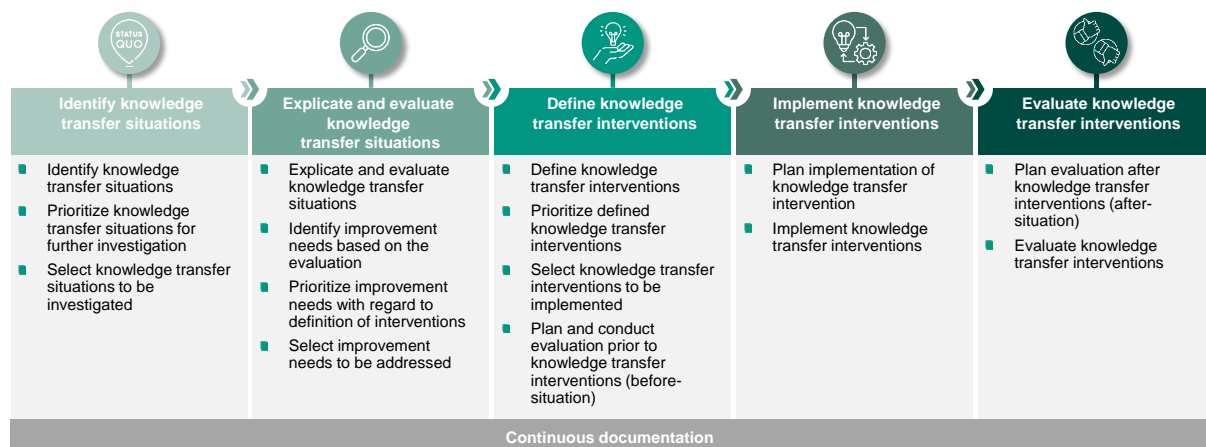 STATUS
QUO
Identify knowledge
transfer situations
Identify knowledge
transfer situations
Prioritize knowledge
transfer situations for
further investigation
Select knowledge transfer
situations to be
investigated
Explicate and evaluate
knowledge
transfer situations
Explicate and evaluate
knowledge transfer
situations
Identify improvement
needs based on the
evaluation
Prioritize improvement
needs with regard to
definition of interventions
Select improvement
needs to be addressed
Define knowledge
transfer interventions
Define knowledge
transfer interventions
Prioritize defined
knowledge transfer
interventions
Select knowledge transfer
interventions to be
implemented
Plan and conduct
evaluation prior to
knowledge transfer
interventions (before-
situation)
Implement knowledge
transfer interventions
Plan implementation of
knowledge transfer
intervention
Implement knowledge
transfer interventions
Evaluate knowledge
transfer interventions
Plan evaluation after
knowledge transfer
interventions (after-
situation)
Evaluate knowledge
transfer interventions
Continuous documentation